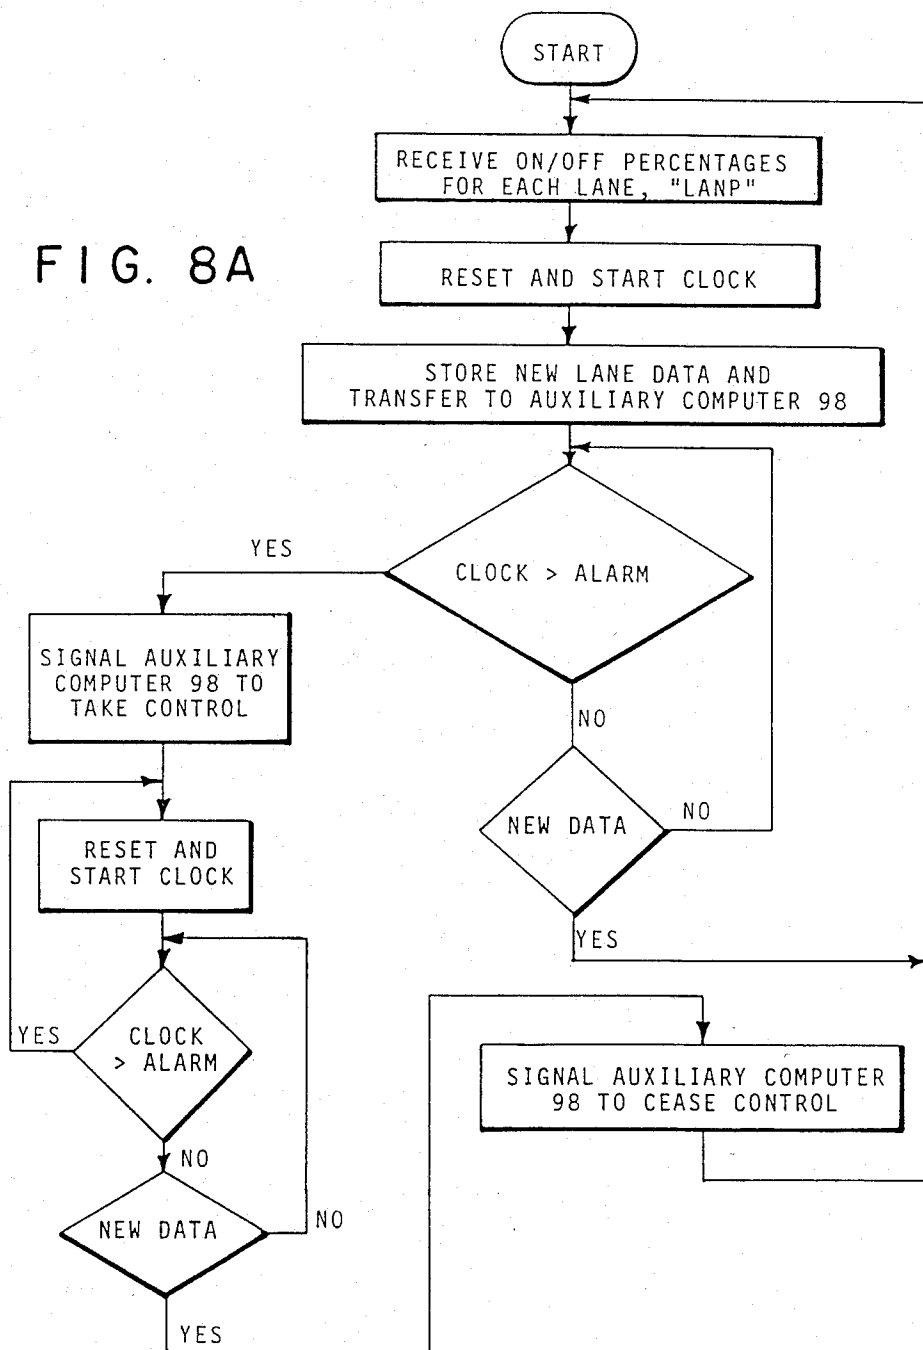 START
RECEIVE ON/OFF PERCENTAGES
FOR EACH LANE, "LANP"
FIG. 8A
RESET AND START CLOCK
STORE NEW LANE DATA AND
TRANSFER TO AUXILIARY COMPUTER 98
YES
CLOCK > ALARM
SIGNAL AUXILIARY
COMPUTER 98 TO
TAKE CONTROL
NO
NEW DATA
NO
RESET AND
START CLOCK
YES
YES
CLOCK
> ALARM
SIGNAL AUXILIARY COMPUTER
98 TO CEASE CONTROL
NO
NEW DATA
NO
YES